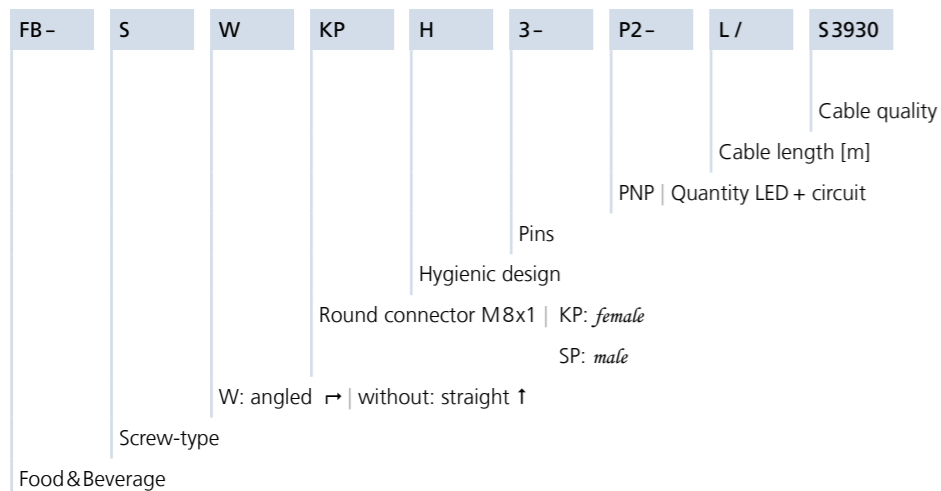 FB- S W KP H 3- P2- L/ S3930
Cable quality
Cable length [m]
PNP | Quantity LED + circuit
Pins
Hygienic design
Round connector M8x1 | KP: female
SP: male
W: angled ↱ | without: straight ↑
Screw-type
Food&Beverage